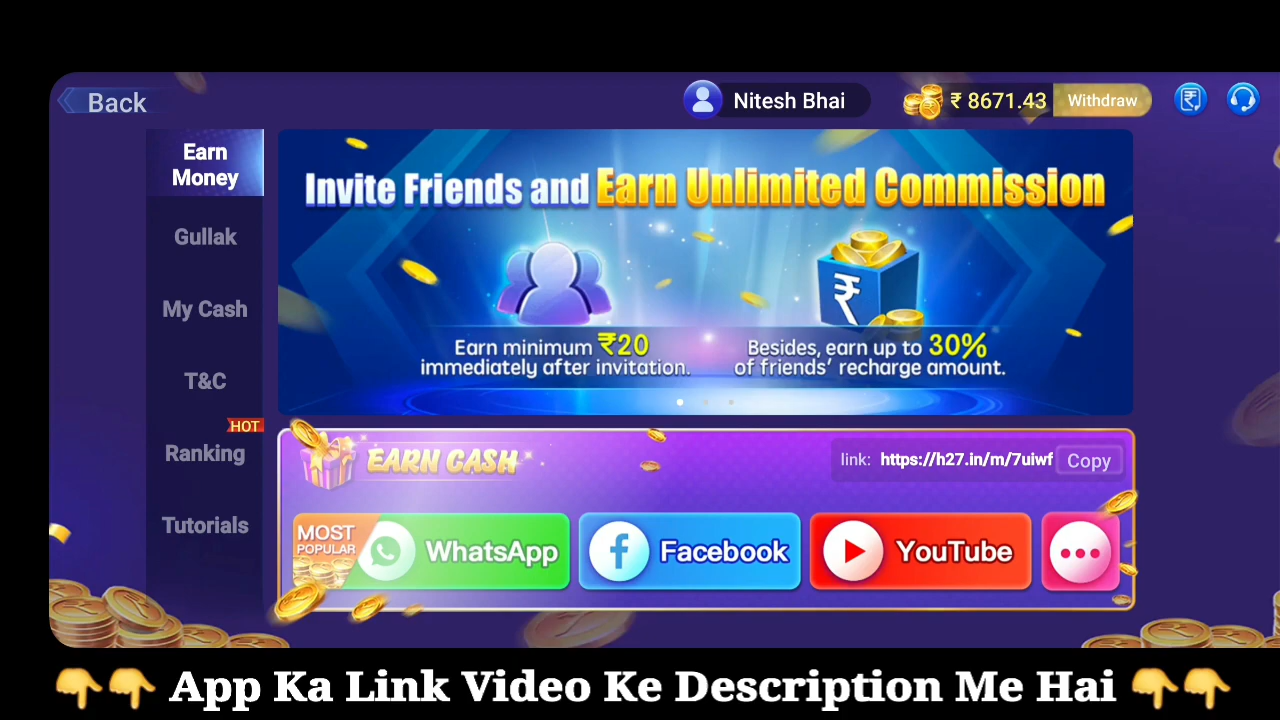 Back
Nitesh Bhai
₹ 8671.43
Withdraw
Earn
Money
Gullak
My Cash
T&C
HOT
Ranking
Tutorials
Invite Friends and Earn Unlimited Commission
Earn minimum ₹20
immediately after invitation.
Besides, earn up to 30%
of friends' recharge amount.
EARN CASH
link: https://h27.in/m/7uiwf
Copy
MOST
POPULAR
WhatsApp
Facebook
YouTube
👇👇 App Ka Link Video Ke Description Me Hai 👇👇